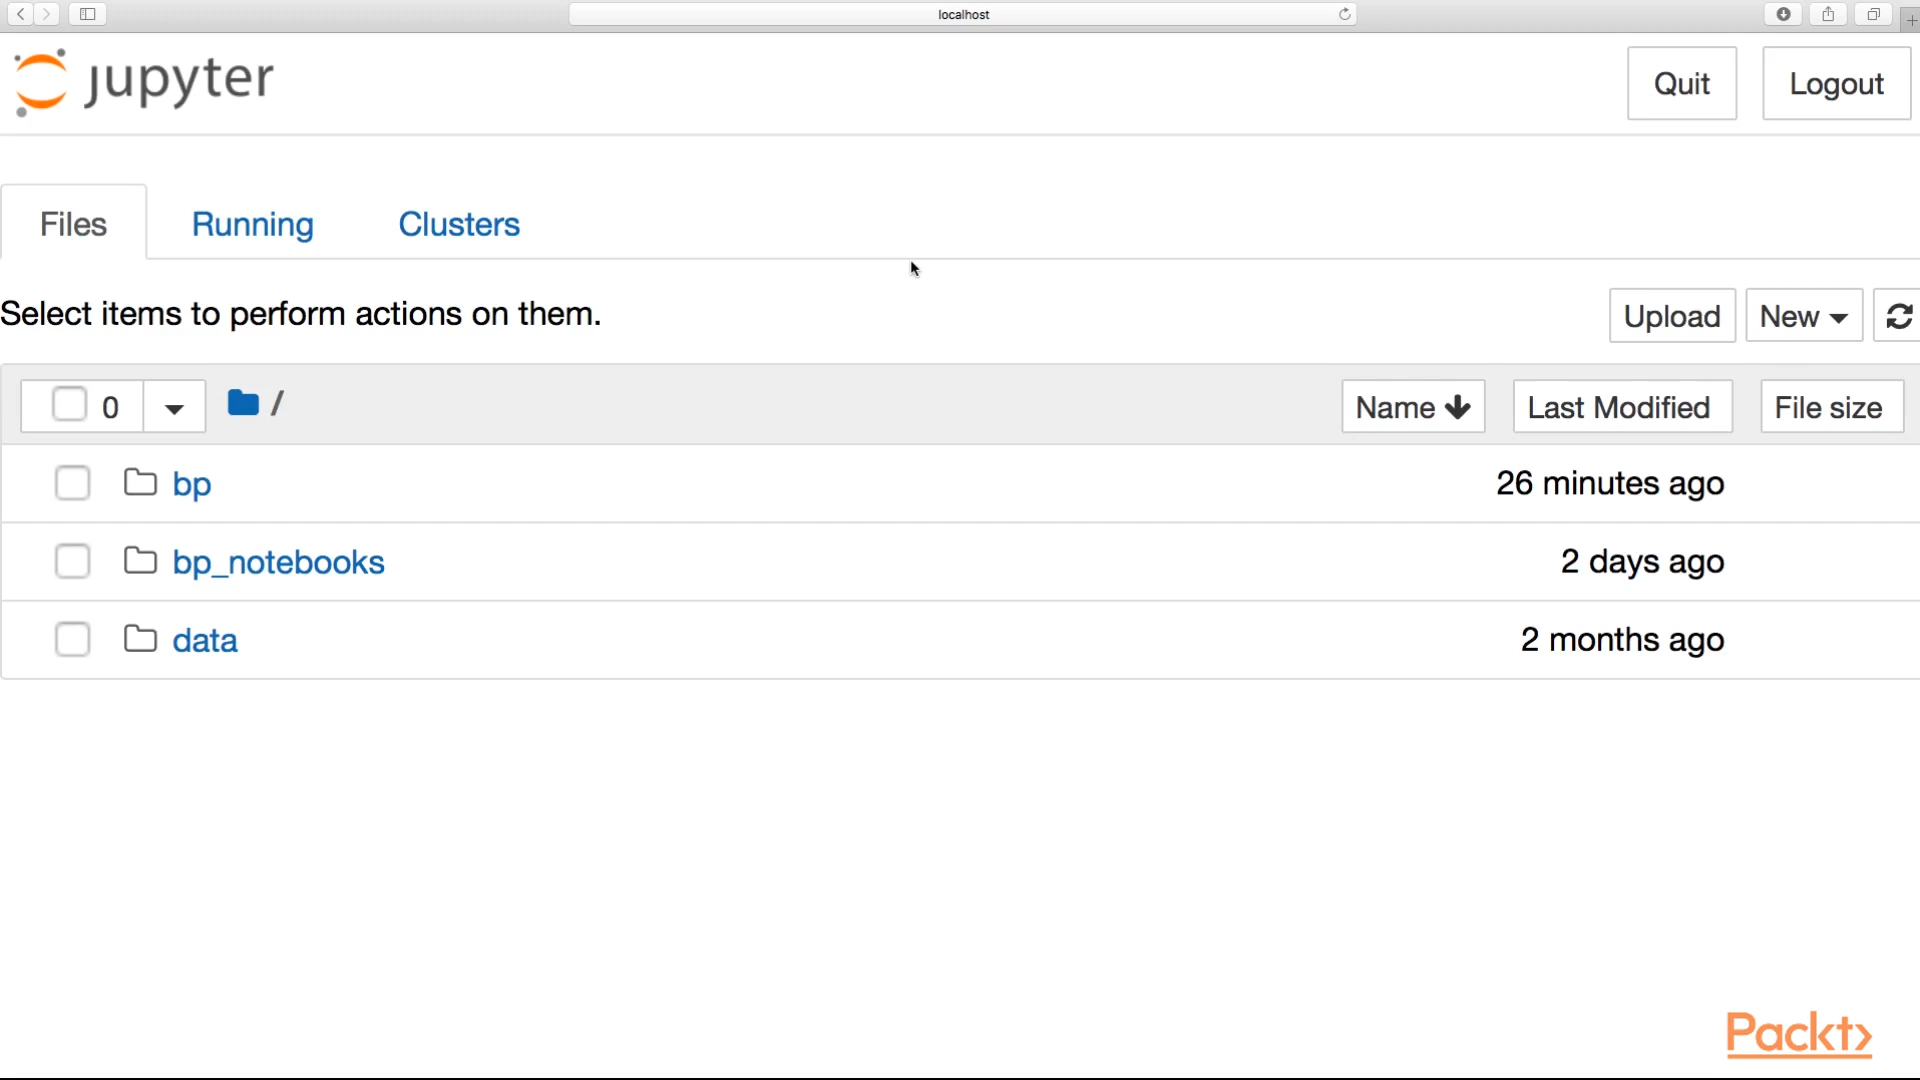 localhost
jupyter
Quit
Logout
Files
Running
Clusters
Select items to perform actions on them.
Upload
New
0
/
Name
Last Modified
File size
bp
26 minutes ago
bp_notebooks
2 days ago
data
2 months ago
Packt>